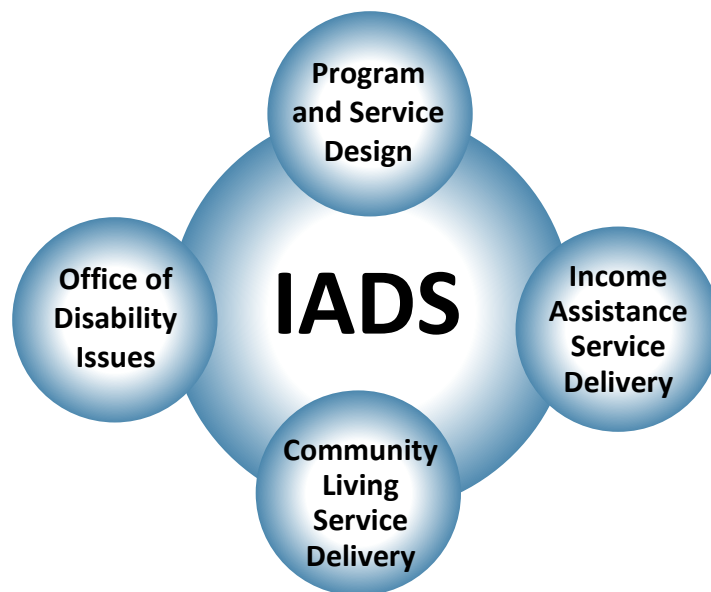 Program
and Service
Design
Office of
Disability
Issues
IADS
Income
Assistance
Service
Delivery
Community
Living
Service
Delivery